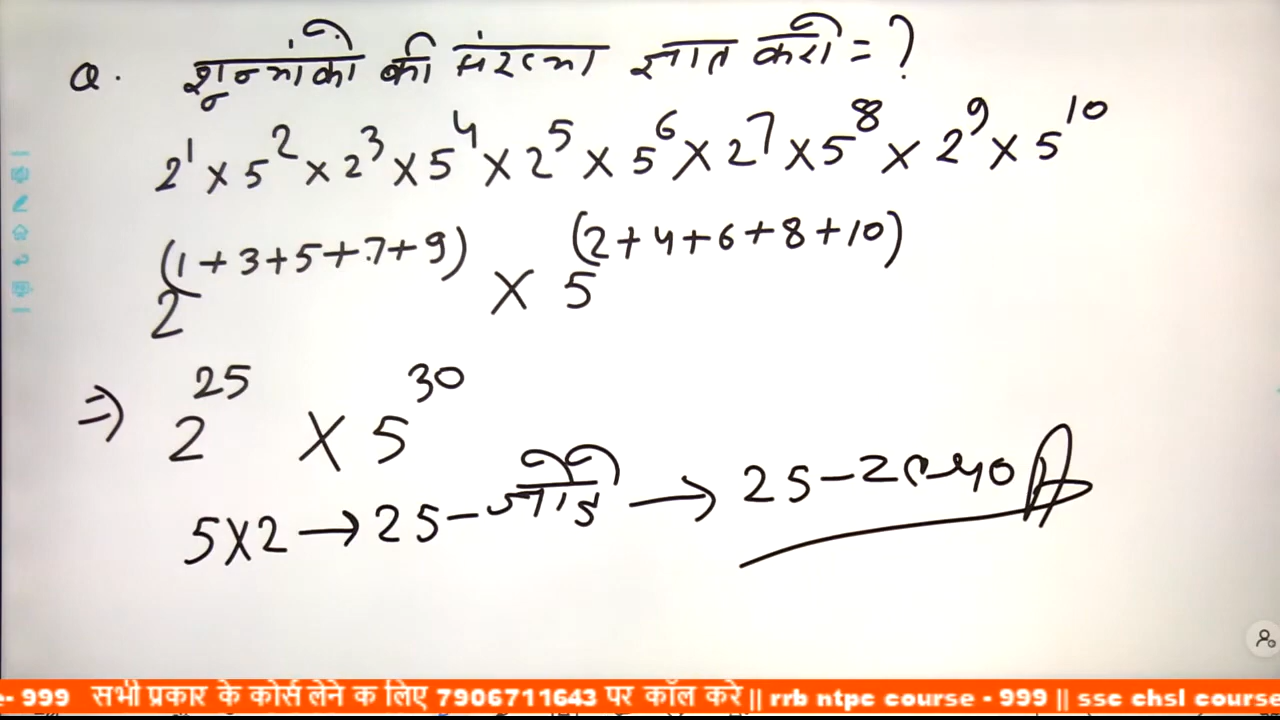 Q. शून्यांको की संख्या ज्ञात करो = ?
2¹ × 5² × 2³ × 5⁴ × 2⁵ × 5⁶ × 2⁷ × 5⁸ × 2⁹ × 5¹⁰
2^(1+3+5+7+9) × 5^(2+4+6+8+10)
⇒ 2²⁵ × 5³⁰
5×2 → 25 - जोड़े → 25 - zero A
e- 999 सभी प्रकार के कोर्स लेने क लिए 7906711643 पर कॉल करे || rrb ntpc course - 999 || ssc chsl course